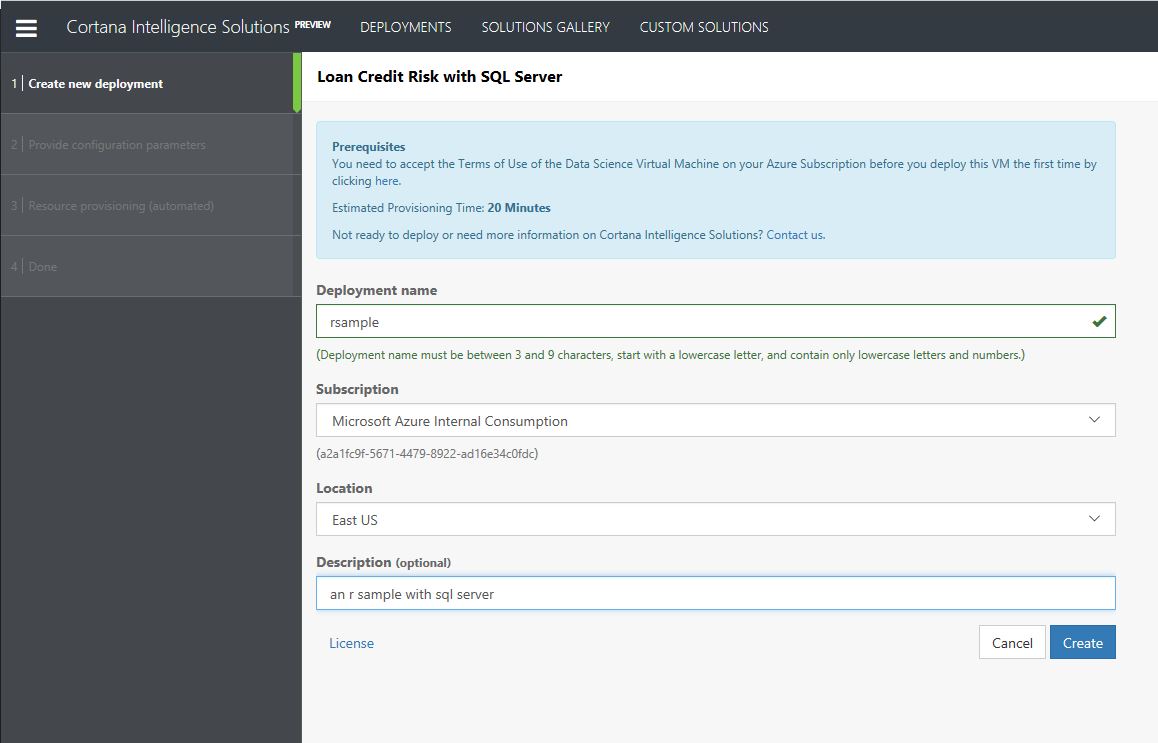 Cortana Intelligence Solutions PREVIEW DEPLOYMENTS SOLUTIONS GALLERY CUSTOM SOLUTIONS
1 Create new deployment
2 Provide configuration parameters
3 Resource provisioning (automated)
4 Done
Loan Credit Risk with SQL Server
Prerequisites
You need to accept the Terms of Use of the Data Science Virtual Machine on your Azure Subscription before you deploy this VM the first time by
clicking here.
Estimated Provisioning Time: 20 Minutes
Not ready to deploy or need more information on Cortana Intelligence Solutions? Contact us.
Deployment name
rsample
(Deployment name must be between 3 and 9 characters, start with a lowercase letter, and contain only lowercase letters and numbers.)
Subscription
Microsoft Azure Internal Consumption
(a2a1fc9f-5671-4479-8922-ad16e34c0fdc)
Location
East US
Description (optional)
an r sample with sql server
License Cancel Create